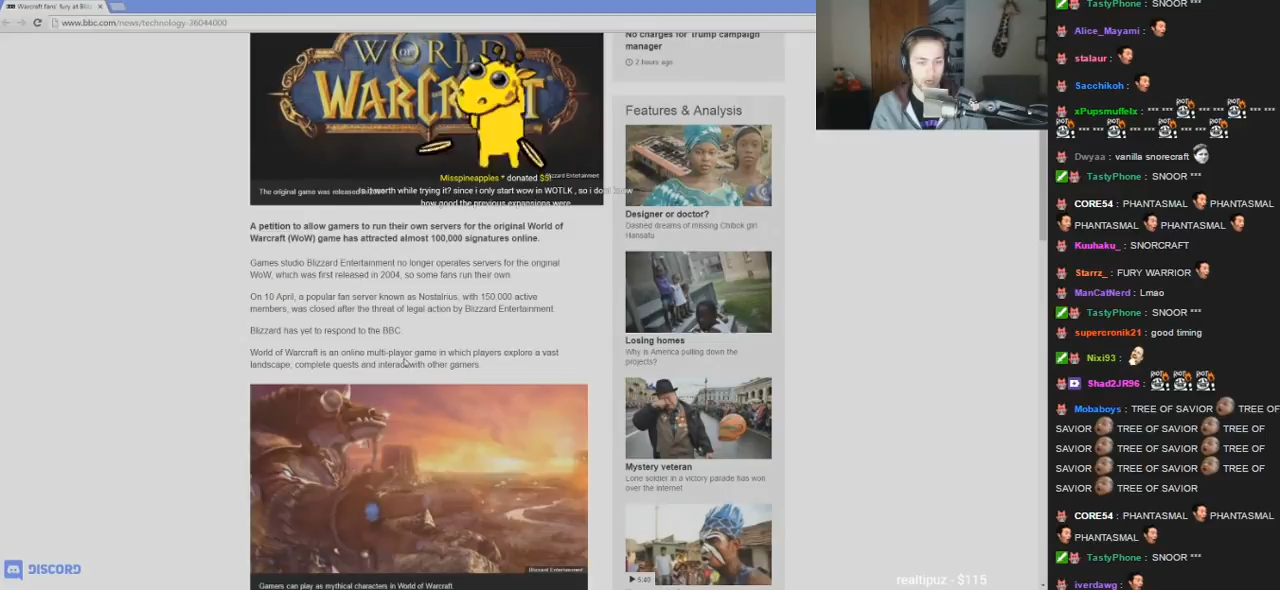 Warcraft fans' fury at Bliz
www.bbc.com/news/technology-36044000
WORLD
OF
WARCRAFT
Misspineapples * donated $5!
Blizzard Entertainment
The original game was released in
is it worth while trying it? since i only start wow in WOTLK , so i dont know
how good the previous expansions were.
A petition to allow gamers to run their own servers for the original World of
Warcraft (WoW) game has attracted almost 100,000 signatures online.
Games studio Blizzard Entertainment no longer operates servers for the original
WoW, which was first released in 2004, so some fans run their own.
On 10 April, a popular fan server known as Nostalrius, with 150,000 active
members, was closed after the threat of legal action by Blizzard Entertainment.
Blizzard has yet to respond to the BBC.
World of Warcraft is an online multi-player game in which players explore a vast
landscape, complete quests and interact with other gamers.
Blizzard Entertainment
Gamers can play as mythical characters in World of Warcraft
DISCORD
No charges for Trump campaign
manager
2 hours ago
Features & Analysis
Designer or doctor?
Dashed dreams of missing Chibok girl
Hansatu
Losing homes
Why is America pulling down the
projects?
Mystery veteran
Lone soldier in a victory parade has won
over the internet
5:40
realtipuz - $115
TastyPhone : SNOOR ***
Alice_Mayami :
stalaur :
Sacchikoh :
xPupsmuffelx : *** *** *** *** *** ***
*** *** *** *** *** ***
Dwyaa : vanilla snorecraft
TastyPhone : SNOOR ***
CORE54 : PHANTASMAL PHANTASMAL
PHANTASMAL PHANTASMAL
Kuuhaku_ : SNORCRAFT
Starrz_ : FURY WARRIOR
ManCatNerd : Lmao
TastyPhone : SNOOR ***
supercronik21 : good timing
Nixi93 :
Shad2JR96 :
Mobaboys : TREE OF SAVIOR TREE OF
SAVIOR TREE OF SAVIOR TREE OF
SAVIOR TREE OF SAVIOR TREE OF
SAVIOR TREE OF SAVIOR TREE OF
SAVIOR TREE OF SAVIOR
CORE54 : PHANTASMAL PHANTASMAL
PHANTASMAL
TastyPhone : SNOOR ***
iverdawg :